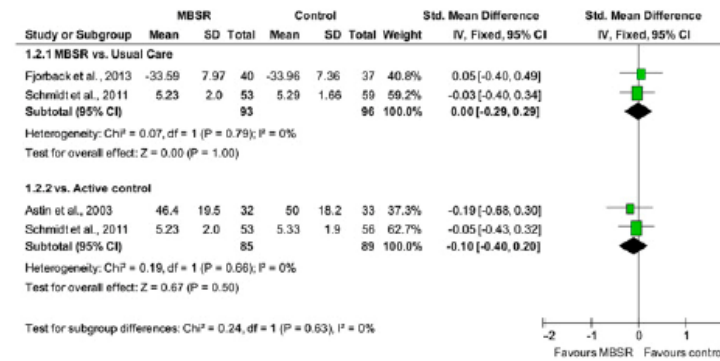 MBSR Control Std. Mean Difference Std. Mean Difference
Study or Subgroup Mean SD Total Mean SD Total Weight IV, Fixed, 95% CI IV, Fixed, 95% CI
1.2.1 MBSR vs. Usual Care
Fjorback et al., 2013 -33.59 7.97 40 -33.96 7.36 37 40.8% 0.05 [-0.40, 0.49]
Schmidt et al., 2011 5.23 2.0 53 5.29 1.66 59 59.2% -0.03 [-0.40, 0.34]
Subtotal (95% CI) 93 96 100.0% 0.00 [-0.29, 0.29]
Heterogeneity: Chi² = 0.07, df = 1 (P = 0.79); I² = 0%
Test for overall effect: Z = 0.00 (P = 1.00)
1.2.2 vs. Active control
Astin et al., 2003 46.4 19.5 32 50 18.2 33 37.3% -0.19 [-0.68, 0.30]
Schmidt et al., 2011 5.23 2.0 53 5.33 1.9 56 62.7% -0.05 [-0.43, 0.32]
Subtotal (95% CI) 85 89 100.0% -0.10 [-0.40, 0.20]
Heterogeneity: Chi² = 0.19, df = 1 (P = 0.66); I² = 0%
Test for overall effect: Z = 0.67 (P = 0.50)
Test for subgroup differences: Chi² = 0.24, df = 1 (P = 0.63), I² = 0%
-2 -1 0 1
Favours MBSR Favours contro